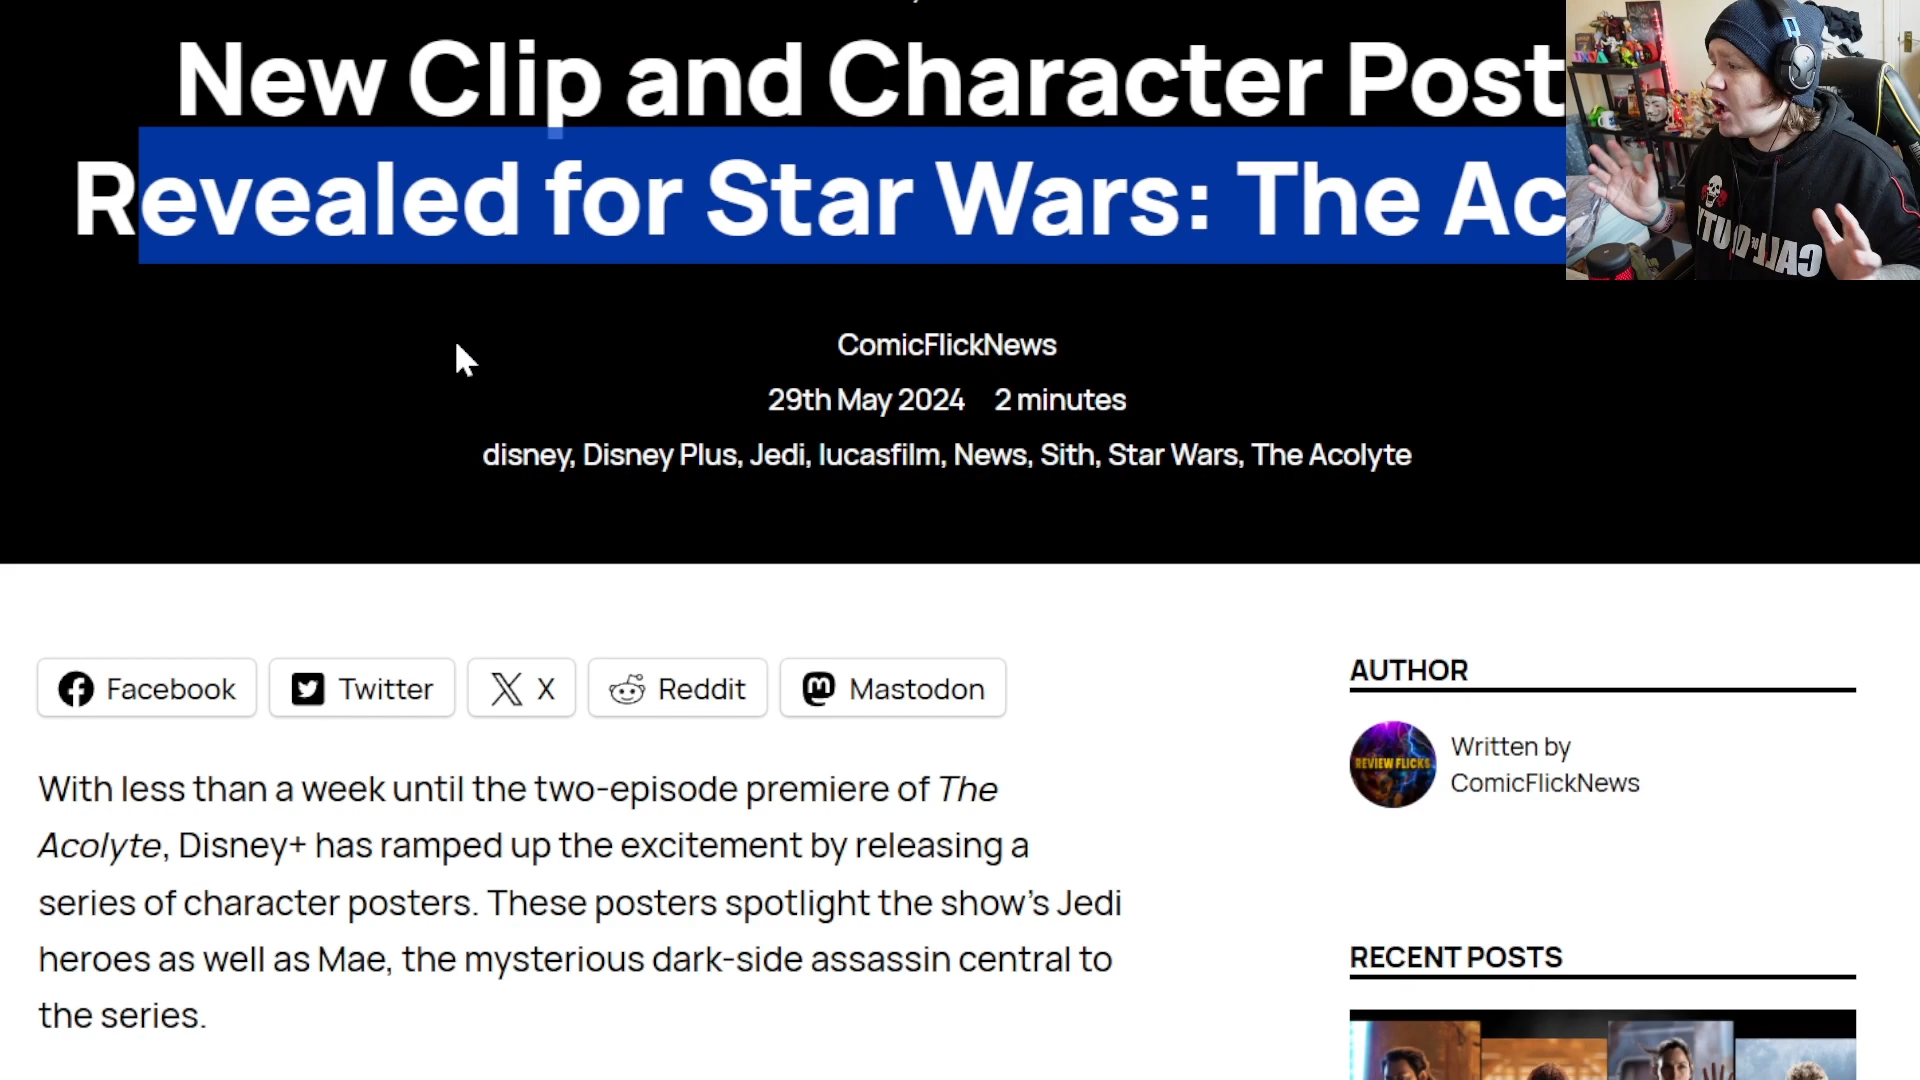 New Clip and Character Post
Revealed for Star Wars: The Ac
ComicFlickNews
29th May 2024 2 minutes
disney, Disney Plus, Jedi, lucasfilm, News, Sith, Star Wars, The Acolyte
Facebook Twitter X Reddit Mastodon
With less than a week until the two-episode premiere of The
Acolyte, Disney+ has ramped up the excitement by releasing a
series of character posters. These posters spotlight the show’s Jedi
heroes as well as Mae, the mysterious dark-side assassin central to
the series.
AUTHOR
REVIEW FLICKS
Written by
ComicFlickNews
RECENT POSTS
CALL OF DUTY